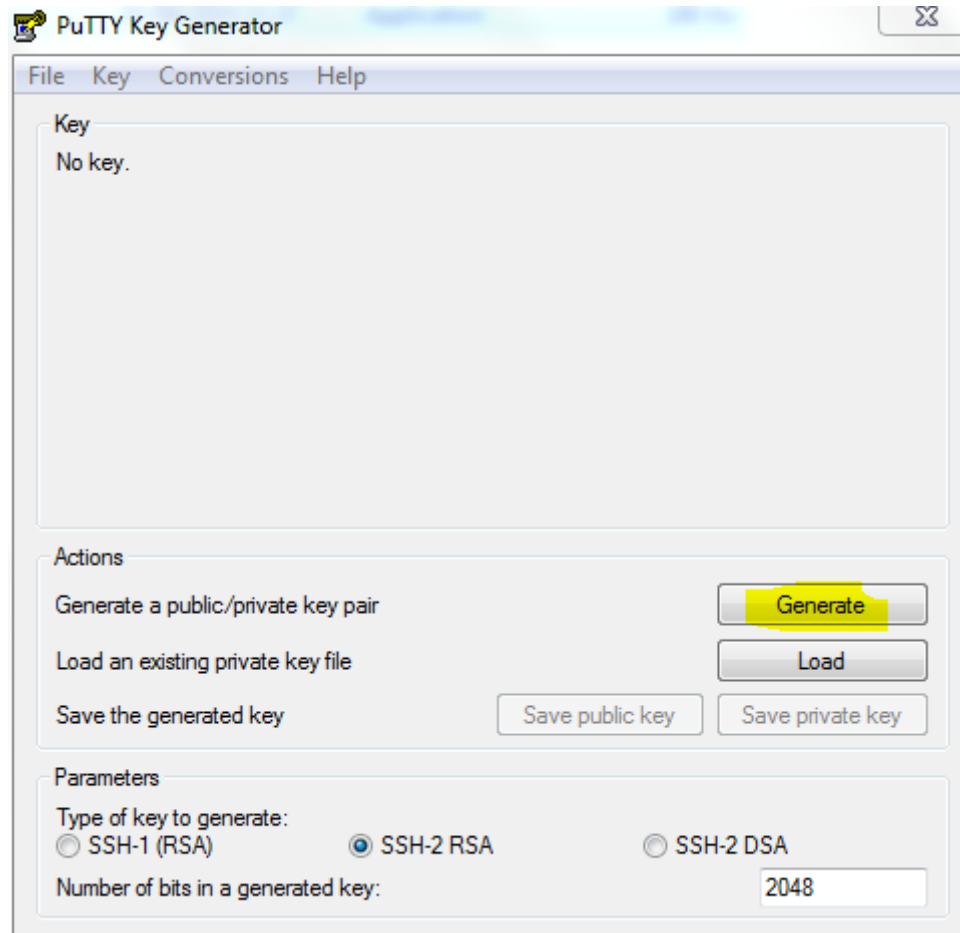 PuTTY Key Generator
File Key Conversions Help
Key
No key.
Actions
Generate a public/private key pair Generate
Load an existing private key file Load
Save the generated key Save public key Save private key
Parameters
Type of key to generate:
SSH-1 (RSA) SSH-2 RSA SSH-2 DSA
Number of bits in a generated key: 2048